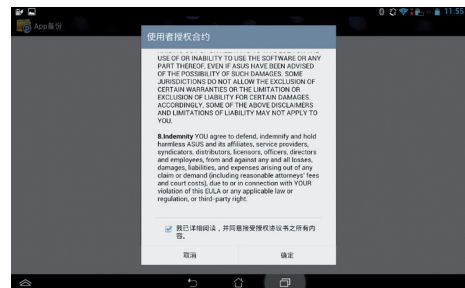 11:55
App备份
使用者授权合约
USE OF OR INABILITY TO USE THE SOFTWARE OR ANY
PART THEREOF, EVEN IF ASUS HAVE BEEN ADVISED
OF THE POSSIBILITY OF SUCH DAMAGES. SOME
JURISDICTIONS DO NOT ALLOW THE EXCLUSION OF
CERTAIN WARRANTIES OR THE LIMITATION OR
EXCLUSION OF LIABILITY FOR CERTAIN DAMAGES.
ACCORDINGLY, SOME OF THE ABOVE DISCLAIMERS
AND LIMITATIONS OF LIABILITY MAY NOT APPLY TO
YOU.
8.Indemnity YOU agree to defend, indemnify and hold
harmless ASUS and its affiliates, service providers,
syndicators, distributors, licensors, officers, directors
and employees, from and against any and all losses,
damages, liabilities, and expenses arising out of any
claim or demand (including reasonable attorneys' fees
and court costs), due to or in connection with YOUR
violation of this EULA or any applicable law or
regulation, or third-party right.
我已详细阅读，并同意接受授权协议书之所有内
容。
取消 确定